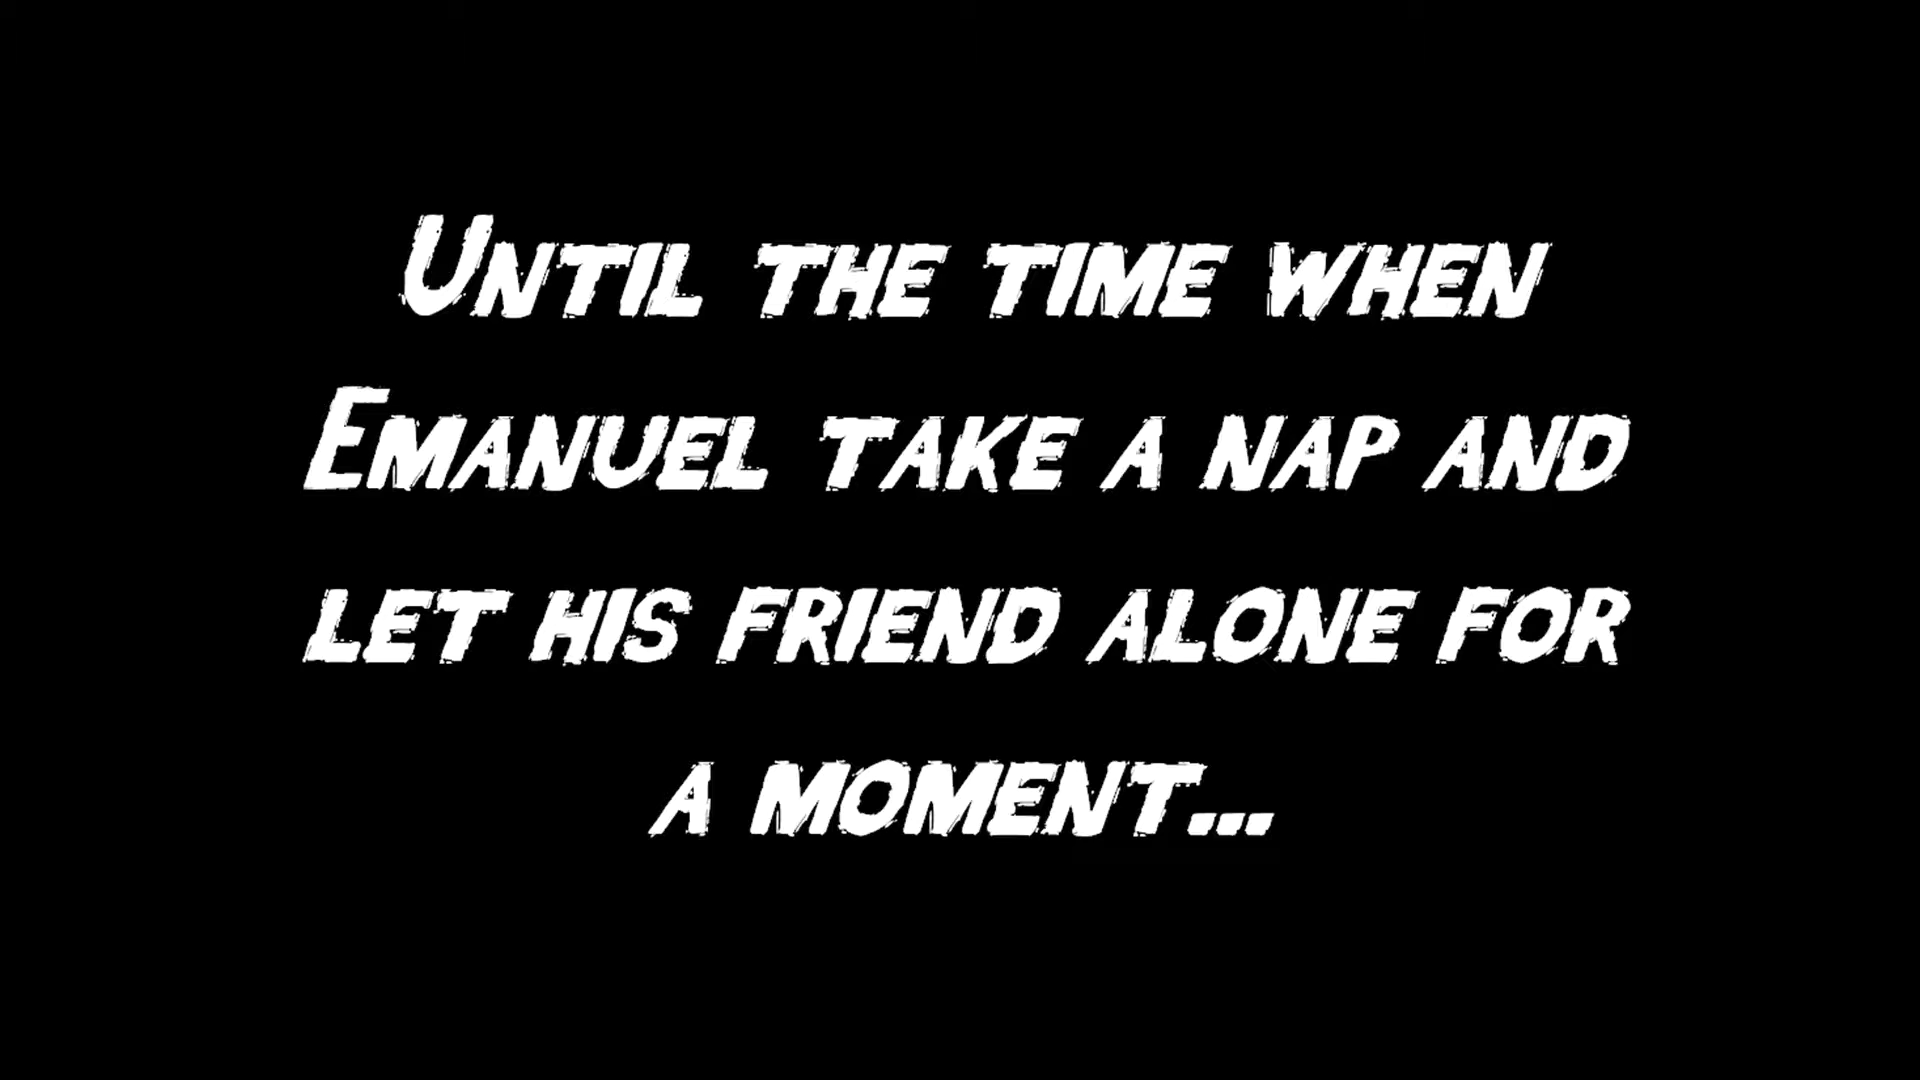 Until the time when
Emanuel take a nap and
let his friend alone for
a moment...